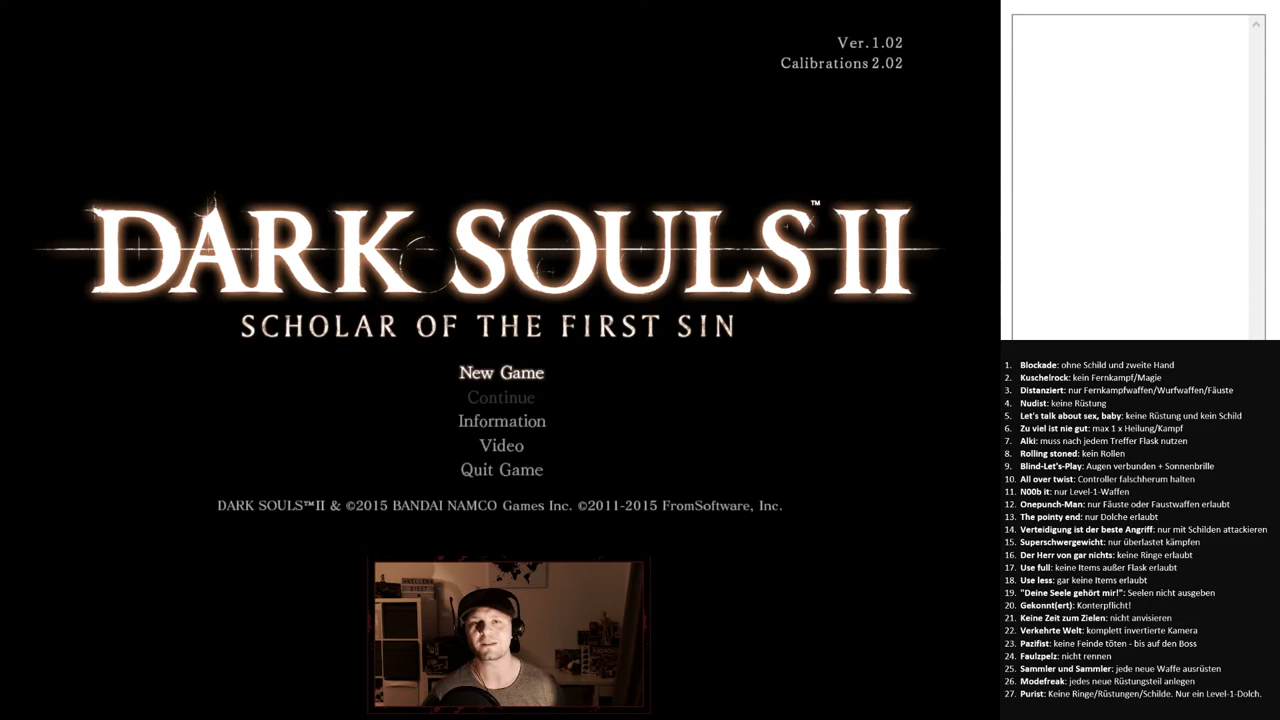 Ver. 1.02
Calibrations 2.02
DARK SOULS™ II
SCHOLAR OF THE FIRST SIN
New Game
Continue
Information
Video
Quit Game
DARK SOULS™II & ©2015 BANDAI NAMCO Games Inc. ©2011-2015 FromSoftware, Inc.
1. Blockade: ohne Schild und zweite Hand
2. Kuschelrock: kein Fernkampf/Magie
3. Distanziert: nur Fernkampfwaffen/Wurfwaffen/Fäuste
4. Nudist: keine Rüstung
5. Let's talk about sex, baby: keine Rüstung und kein Schild
6. Zu viel ist nie gut: max 1 x Heilung/Kampf
7. Alki: muss nach jedem Treffer Flask nutzen
8. Rolling stoned: kein Rollen
9. Blind-Let's-Play: Augen verbunden + Sonnenbrille
10. All over twist: Controller falschherum halten
11. N00b it: nur Level-1-Waffen
12. Onepunch-Man: nur Fäuste oder Faustwaffen erlaubt
13. The pointy end: nur Dolche erlaubt
14. Verteidigung ist der beste Angriff: nur mit Schilden attackieren
15. Superschwergewicht: nur überlastet kämpfen
16. Der Herr von gar nichts: keine Ringe erlaubt
17. Use full: keine Items außer Flask erlaubt
18. Use less: gar keine Items erlaubt
19. "Deine Seele gehört mir!": Seelen nicht ausgeben
20. Gekonnt(ert): Konterpflicht!
21. Keine Zeit zum Zielen: nicht anvisieren
22. Verkehrte Welt: komplett invertierte Kamera
23. Pazifist: keine Feinde töten - bis auf den Boss
24. Faulzpelz: nicht rennen
25. Sammler und Sammler: jede neue Waffe ausrüsten
26. Modefreak: jedes neue Rüstungsteil anlegen
27. Purist: Keine Ringe/Rüstungen/Schilde. Nur ein Level-1-Dolch.